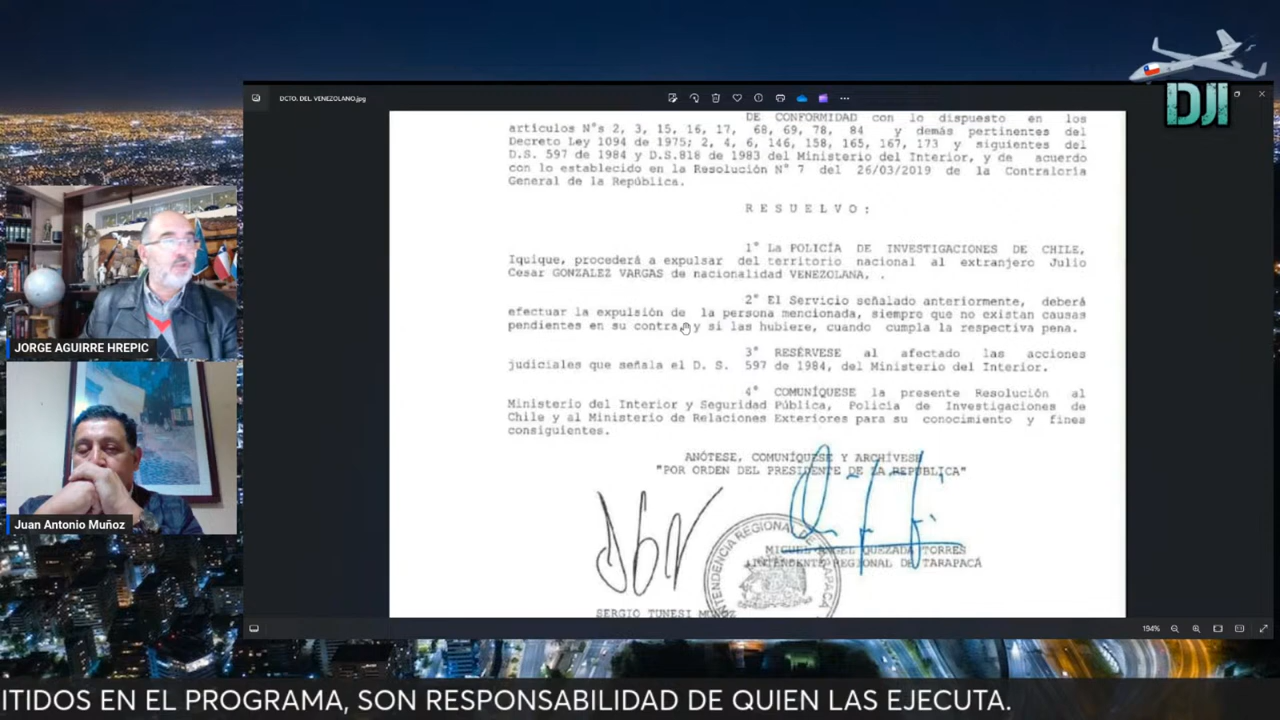 DJI
DCTO. DEL. VENEZOLANO.jpg
DE CONFORMIDAD con lo dispuesto en los
artículos N°s 2, 3, 15, 16, 17, 68, 69, 78, 84 y demás pertinentes del
Decreto Ley 1094 de 1975; 2, 4, 6, 146, 158, 165, 167, 173 y siguientes del
D.S. 597 de 1984 y D.S.818 de 1983 del Ministerio del Interior, y de acuerdo
con lo establecido en la Resolución N° 7 del 26/03/2019 de la Contraloría
General de la República.
R E S U E L V O :
1° La POLICÍA DE INVESTIGACIONES DE CHILE,
Iquique, procederá a expulsar del territorio nacional al extranjero Julio
Cesar GONZALEZ VARGAS de nacionalidad VENEZOLANA, .
2° El Servicio señalado anteriormente, deberá
efectuar la expulsión de la persona mencionada, siempre que no existan causas
pendientes en su contra y si las hubiere, cuando cumpla la respectiva pena.
3° RESÉRVESE al afectado las acciones
judiciales que señala el D. S. 597 de 1984, del Ministerio del Interior.
4° COMUNÍQUESE la presente Resolución al
Ministerio del Interior y Seguridad Pública, Policía de Investigaciones de
Chile y al Ministerio de Relaciones Exteriores para su conocimiento y fines
consiguientes.
ANÓTESE, COMUNÍQUESE Y ARCHÍVESE
"POR ORDEN DEL PRESIDENTE DE LA REPÚBLICA"
MIGUEL ANGEL QUEZADA TORRES
INTENDENTE REGIONAL DE TARAPACÁ
INTENDENCIA REGIONAL DE TARAPACA
SERGIO TUNESI MUÑOZ
JORGE AGUIRRE HREPIC
Juan Antonio Muñoz
194%
ITIDOS EN EL PROGRAMA, SON RESPONSABILIDAD DE QUIEN LAS EJECUTA.